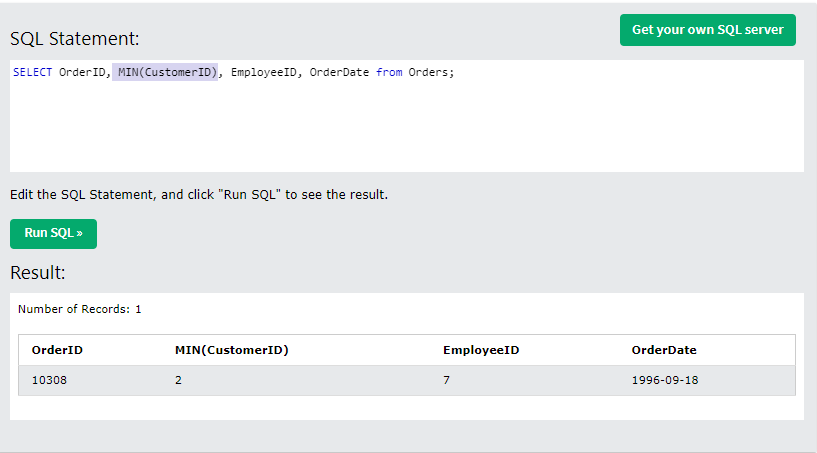 Get your own SQL server
SQL Statement:
SELECT OrderID, MIN(CustomerID), EmployeeID, OrderDate from Orders;
Edit the SQL Statement, and click "Run SQL" to see the result.
Run SQL »
Result:
Number of Records: 1
OrderID MIN(CustomerID) EmployeeID OrderDate
10308 2 7 1996-09-18